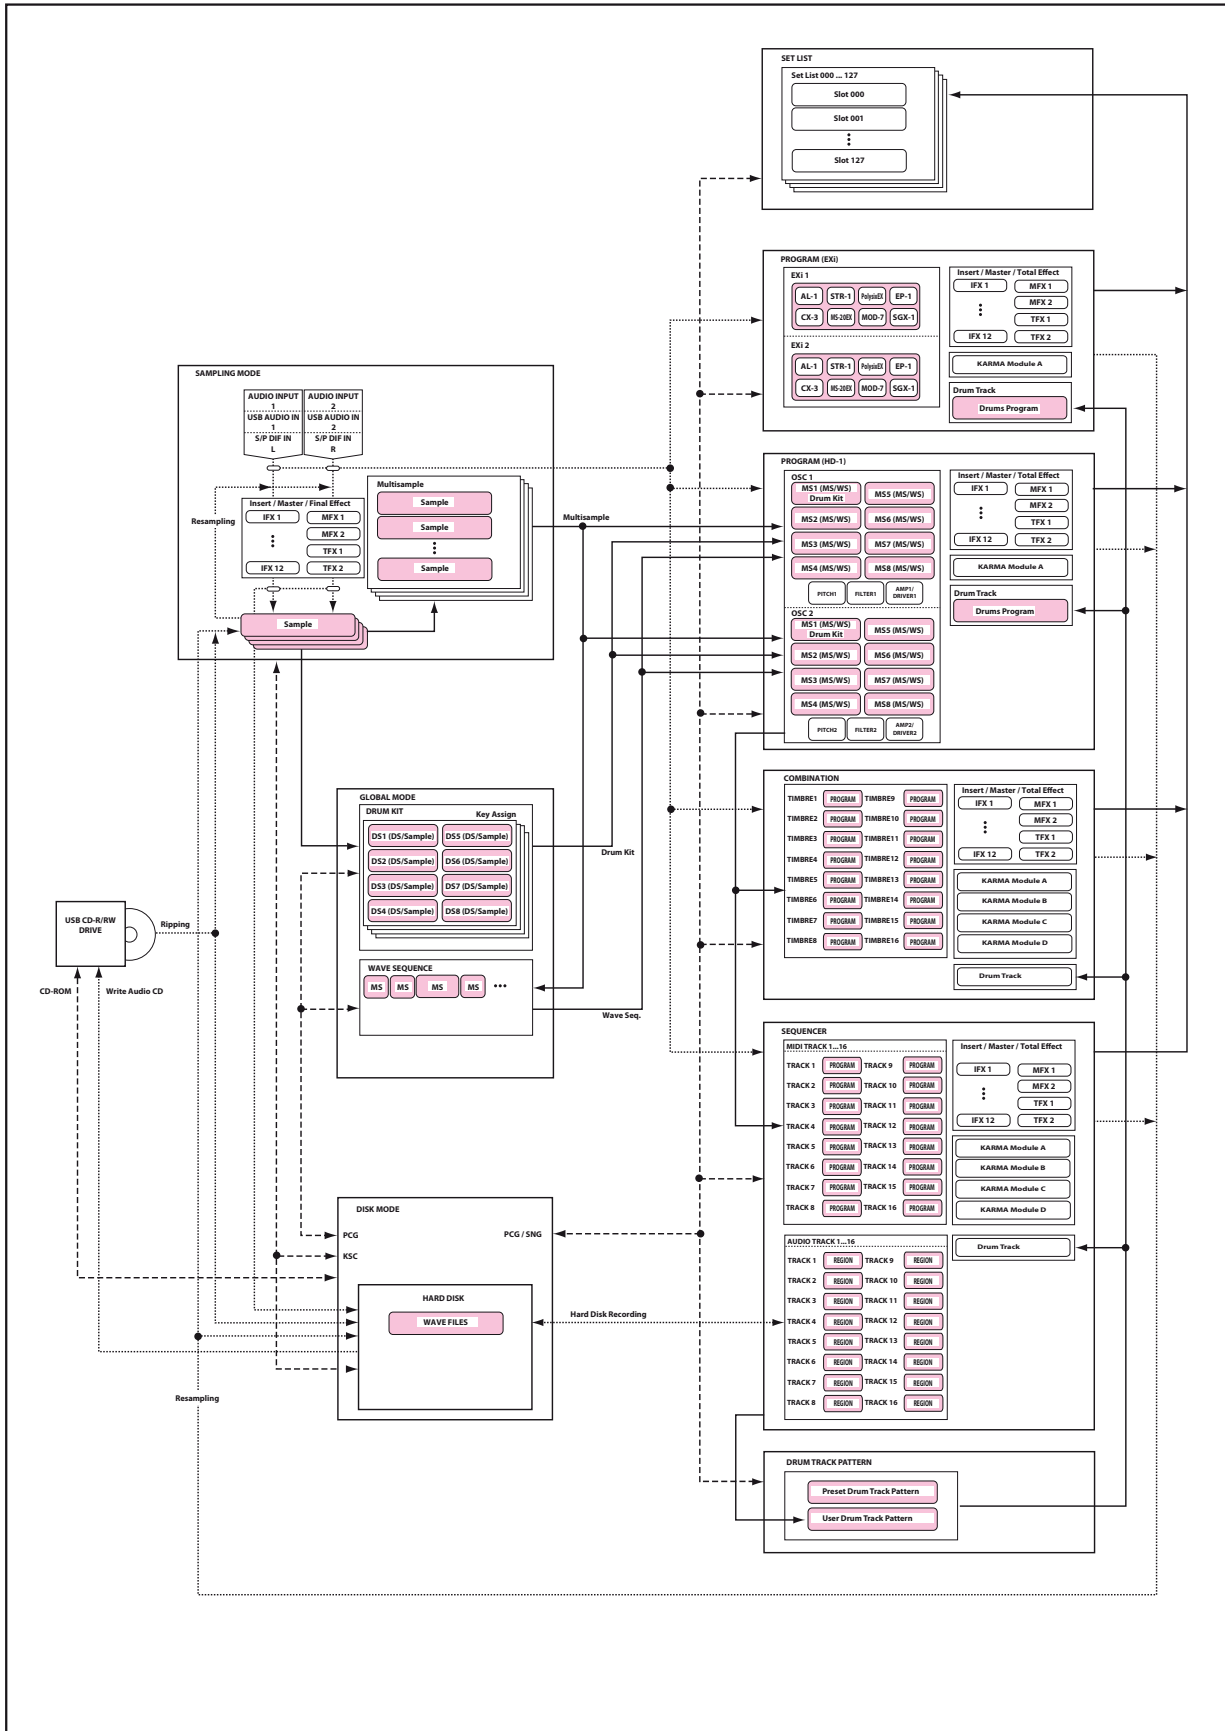 SET LIST
Set List 000 ... 127
Slot 000
Slot 001
Slot 127
PROGRAM (EXi)
EXi 1
AL-1
STR-1
PolysixEX
EP-1
CX-3
MS-20EX
MOD-7
SGX-1
EXi 2
AL-1
STR-1
PolysixEX
EP-1
CX-3
MS-20EX
MOD-7
SGX-1
Insert / Master / Total Effect
IFX 1
MFX 1
MFX 2
TFX 1
IFX 12
TFX 2
KARMA Module A
Drum Track
Drums Program
SAMPLING MODE
AUDIO INPUT
1
USB AUDIO IN
1
S/P DIF IN
L
AUDIO INPUT
2
USB AUDIO IN
2
S/P DIF IN
R
Insert / Master / Final Effect
IFX 1
MFX 1
MFX 2
TFX 1
IFX 12
TFX 2
Resampling
Multisample
Sample
Sample
Sample
Sample
Multisample
PROGRAM (HD-1)
OSC 1
MS1 (MS/WS)
Drum Kit
MS5 (MS/WS)
MS2 (MS/WS)
MS6 (MS/WS)
MS3 (MS/WS)
MS7 (MS/WS)
MS4 (MS/WS)
MS8 (MS/WS)
PITCH1
FILTER1
AMP1/
DRIVER1
OSC 2
MS1 (MS/WS)
Drum Kit
MS5 (MS/WS)
MS2 (MS/WS)
MS6 (MS/WS)
MS3 (MS/WS)
MS7 (MS/WS)
MS4 (MS/WS)
MS8 (MS/WS)
PITCH2
FILTER2
AMP2/
DRIVER2
Insert / Master / Total Effect
IFX 1
MFX 1
MFX 2
TFX 1
IFX 12
TFX 2
KARMA Module A
Drum Track
Drums Program
GLOBAL MODE
DRUM KIT
Key Assign
DS1 (DS/Sample)
DS5 (DS/Sample)
DS2 (DS/Sample)
DS6 (DS/Sample)
DS3 (DS/Sample)
DS7 (DS/Sample)
DS4 (DS/Sample)
DS8 (DS/Sample)
Drum Kit
WAVE SEQUENCE
MS
MS
MS
MS
Wave Seq.
USB CD-R/RW
DRIVE
Ripping
CD-ROM
Write Audio CD
COMBINATION
TIMBRE1 PROGRAM TIMBRE9 PROGRAM
TIMBRE2 PROGRAM TIMBRE10 PROGRAM
TIMBRE3 PROGRAM TIMBRE11 PROGRAM
TIMBRE4 PROGRAM TIMBRE12 PROGRAM
TIMBRE5 PROGRAM TIMBRE13 PROGRAM
TIMBRE6 PROGRAM TIMBRE14 PROGRAM
TIMBRE7 PROGRAM TIMBRE15 PROGRAM
TIMBRE8 PROGRAM TIMBRE16 PROGRAM
Insert / Master / Total Effect
IFX 1
MFX 1
MFX 2
TFX 1
IFX 12
TFX 2
KARMA Module A
KARMA Module B
KARMA Module C
KARMA Module D
Drum Track
SEQUENCER
MIDI TRACK 1...16
TRACK 1 PROGRAM TRACK 9 PROGRAM
TRACK 2 PROGRAM TRACK 10 PROGRAM
TRACK 3 PROGRAM TRACK 11 PROGRAM
TRACK 4 PROGRAM TRACK 12 PROGRAM
TRACK 5 PROGRAM TRACK 13 PROGRAM
TRACK 6 PROGRAM TRACK 14 PROGRAM
TRACK 7 PROGRAM TRACK 15 PROGRAM
TRACK 8 PROGRAM TRACK 16 PROGRAM
AUDIO TRACK 1...16
TRACK 1 REGION TRACK 9 REGION
TRACK 2 REGION TRACK 10 REGION
TRACK 3 REGION TRACK 11 REGION
TRACK 4 REGION TRACK 12 REGION
TRACK 5 REGION TRACK 13 REGION
TRACK 6 REGION TRACK 14 REGION
TRACK 7 REGION TRACK 15 REGION
TRACK 8 REGION TRACK 16 REGION
Insert / Master / Total Effect
IFX 1
MFX 1
MFX 2
TFX 1
IFX 12
TFX 2
KARMA Module A
KARMA Module B
KARMA Module C
KARMA Module D
Drum Track
DISK MODE
PCG
PCG / SNG
KSC
HARD DISK
WAVE FILES
Hard Disk Recording
Resampling
DRUM TRACK PATTERN
Preset Drum Track Pattern
User Drum Track Pattern